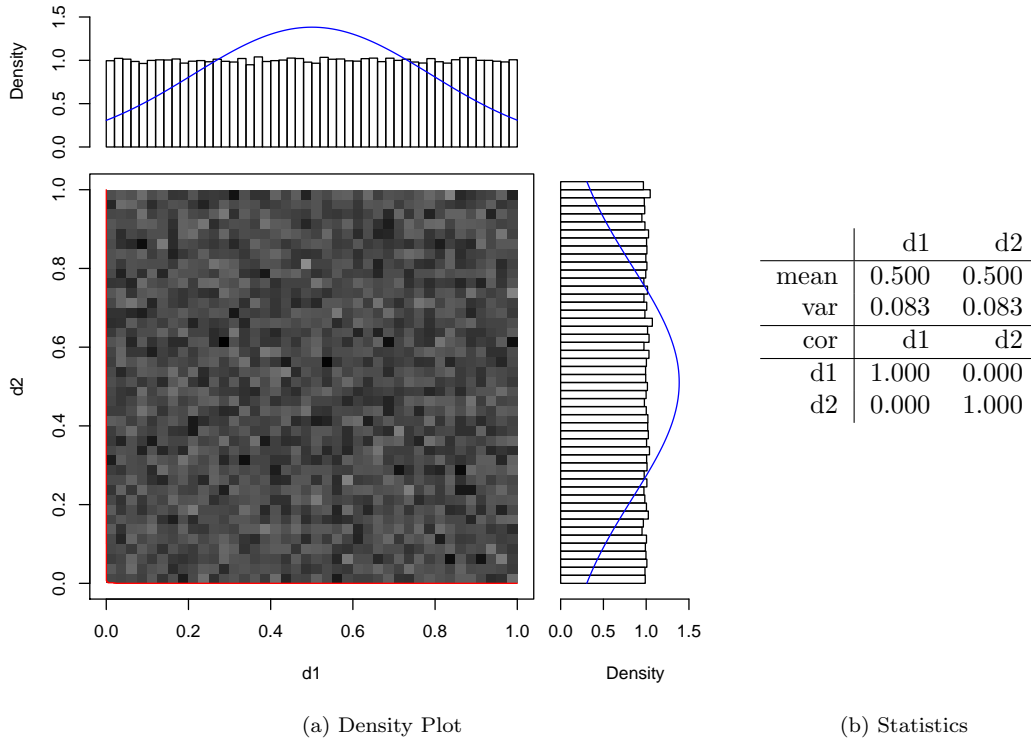 Density
0.0 0.5 1.0 1.5
d2
0.0 0.2 0.4 0.6 0.8 1.0
0.0 0.2 0.4 0.6 0.8 1.0
d1
0.0 0.5 1.0 1.5
Density
(a) Density Plot
d1 d2
mean 0.500 0.500
var 0.083 0.083
cor d1 d2
d1 1.000 0.000
d2 0.000 1.000
(b) Statistics